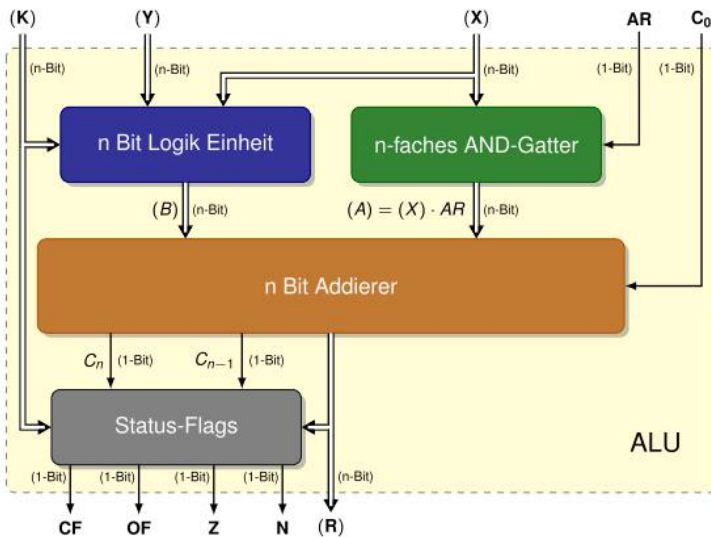 (K) (Y) (X) AR C₀
(n-Bit) (n-Bit) (n-Bit) (1-Bit) (1-Bit)
n Bit Logik Einheit n-faches AND-Gatter
(B) (n-Bit) (A) = (X) · AR (n-Bit)
n Bit Addierer
Cₙ (1-Bit) Cₙ₋₁ (1-Bit)
Status-Flags
ALU
(1-Bit) (1-Bit) (1-Bit) (1-Bit) (n-Bit)
CF OF Z N (R)